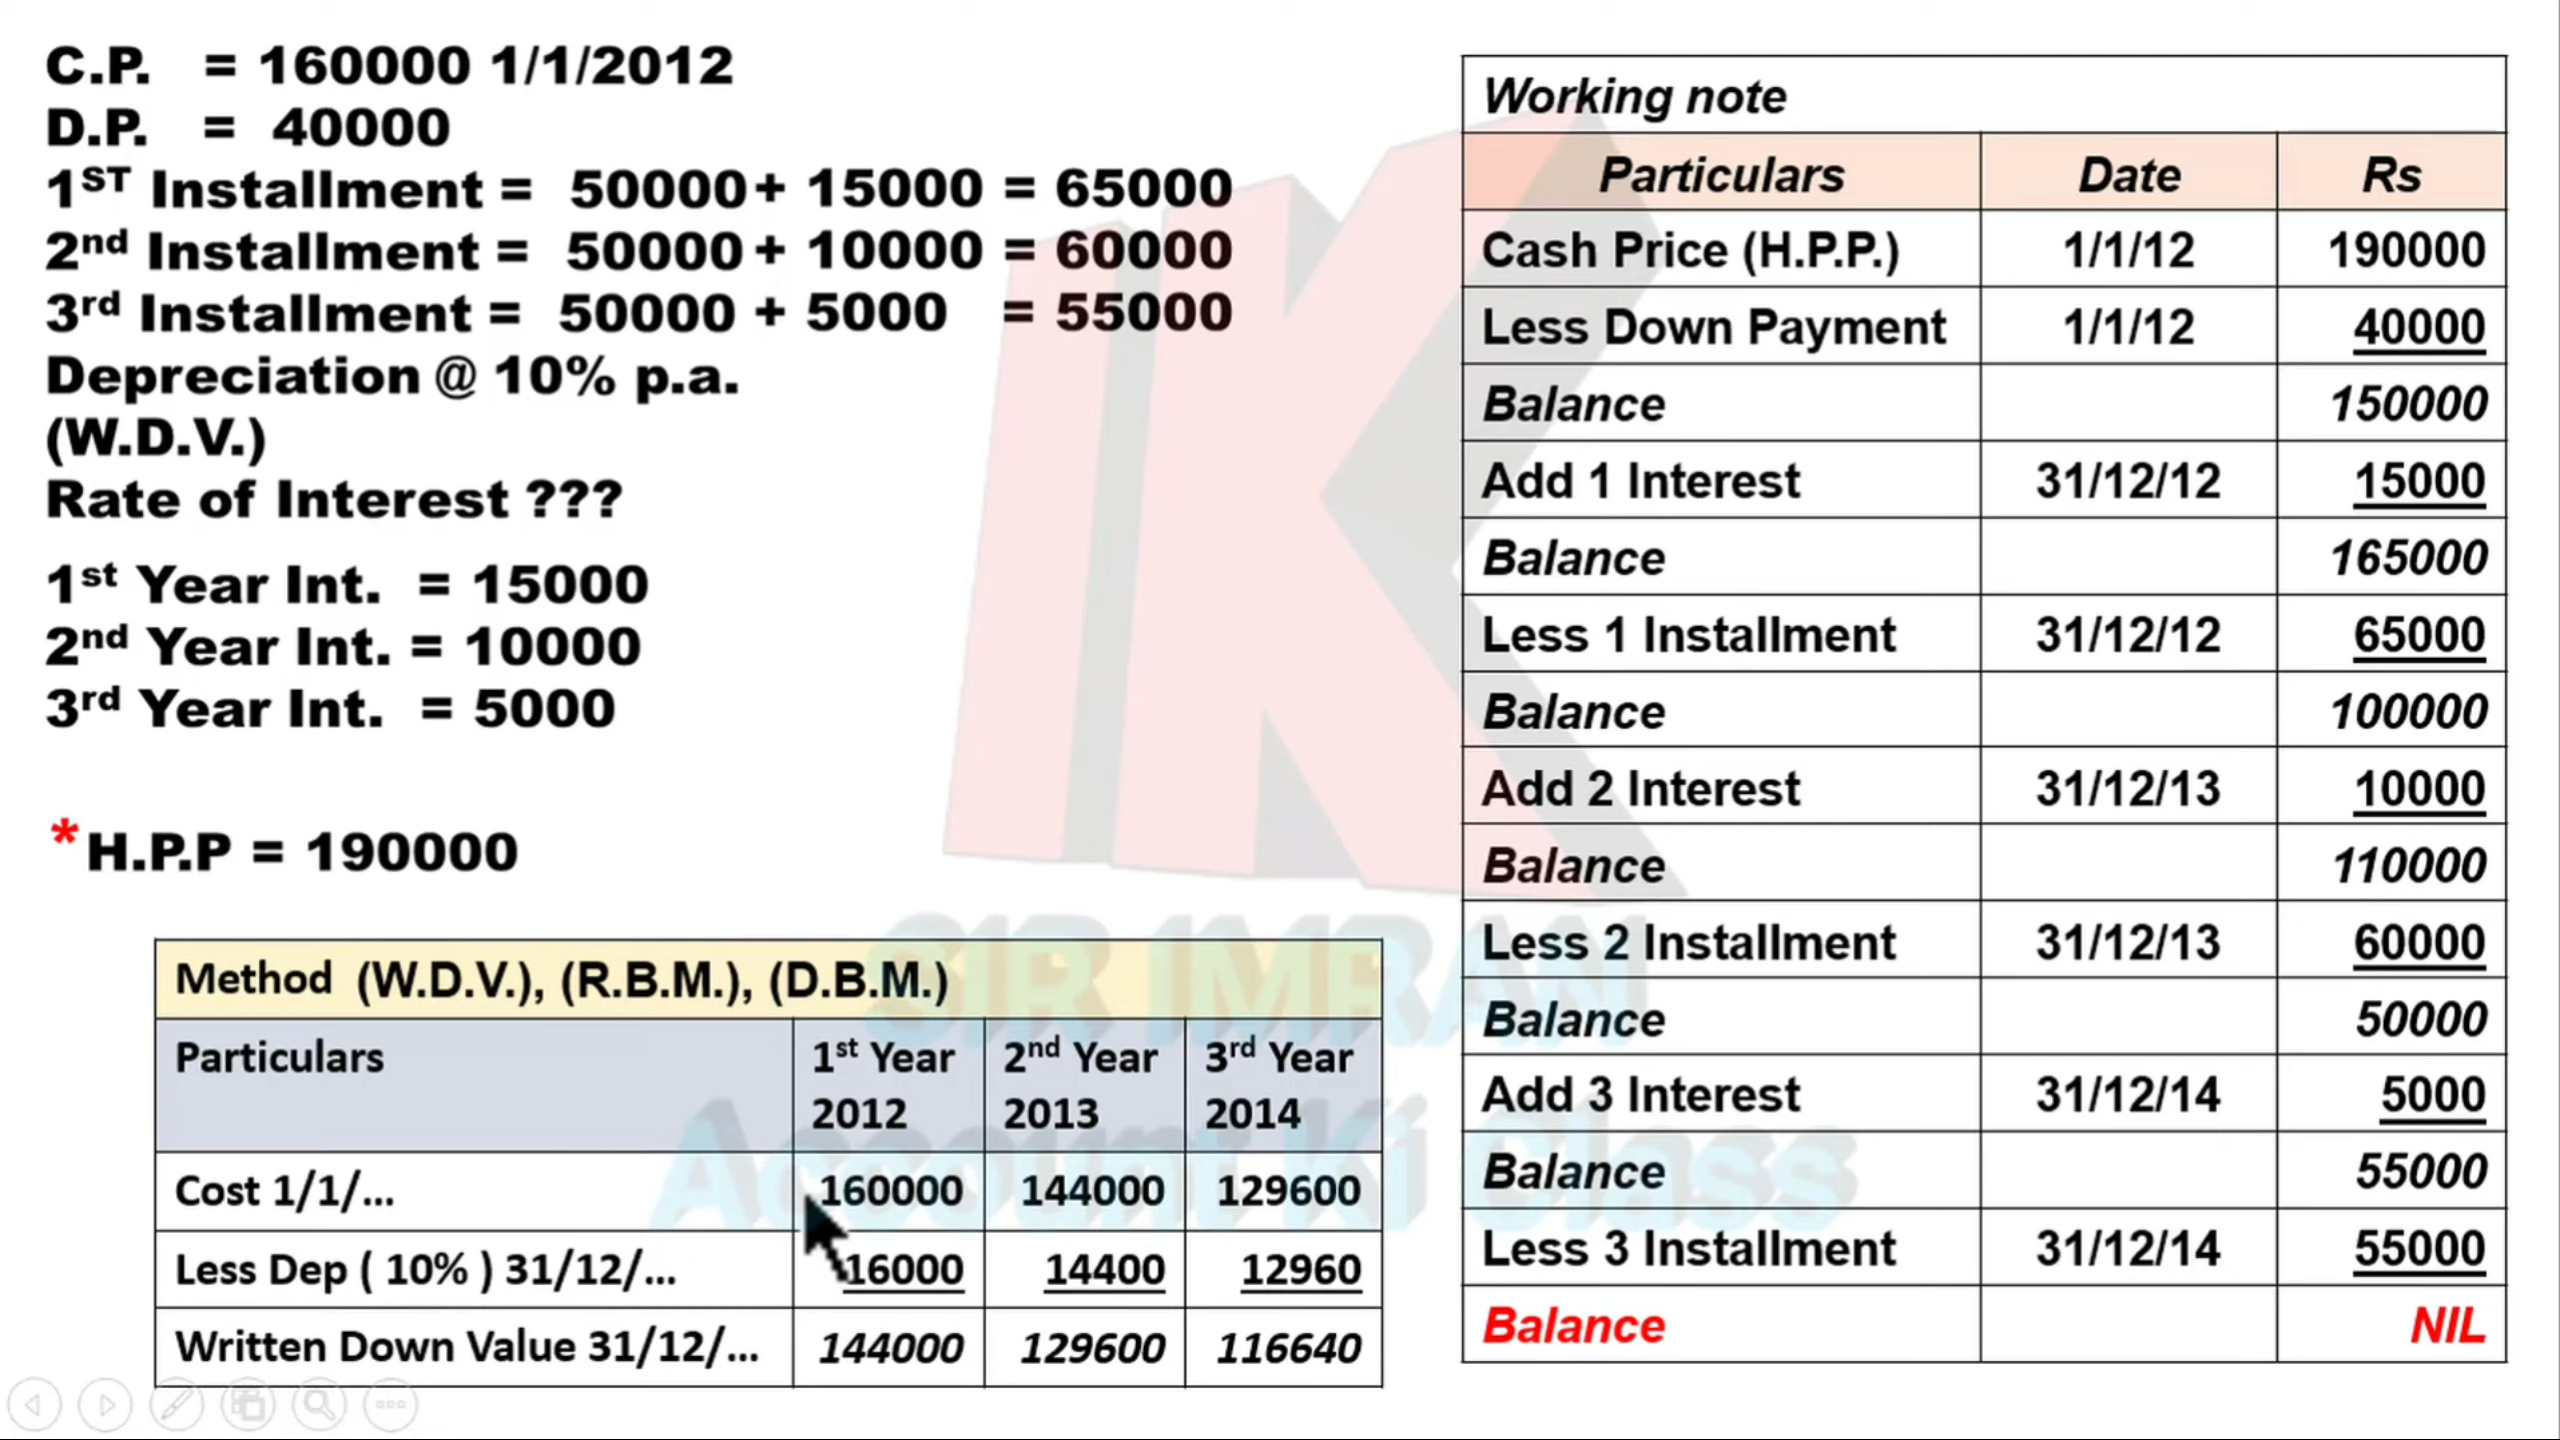 C.P. = 160000 1/1/2012
D.P. = 40000
1ST Installment = 50000+ 15000 = 65000
2nd Installment = 50000 + 10000 = 60000
3rd Installment = 50000 + 5000 = 55000
Depreciation @ 10% p.a.
(W.D.V.)
Rate of Interest ???
1st Year Int. = 15000
2nd Year Int. = 10000
3rd Year Int. = 5000
*H.P.P = 190000
Method (W.D.V.), (R.B.M.), (D.B.M.)
Particulars 1st Year 2012 2nd Year 2013 3rd Year 2014
Cost 1/1/... 160000 144000 129600
Less Dep ( 10% ) 31/12/... 16000 14400 12960
Written Down Value 31/12/... 144000 129600 116640
Working note
Particulars Date Rs
Cash Price (H.P.P.) 1/1/12 190000
Less Down Payment 1/1/12 40000
Balance 150000
Add 1 Interest 31/12/12 15000
Balance 165000
Less 1 Installment 31/12/12 65000
Balance 100000
Add 2 Interest 31/12/13 10000
Balance 110000
Less 2 Installment 31/12/13 60000
Balance 50000
Add 3 Interest 31/12/14 5000
Balance 55000
Less 3 Installment 31/12/14 55000
Balance NIL
IK
SIR IMRAN
Account Ki Class